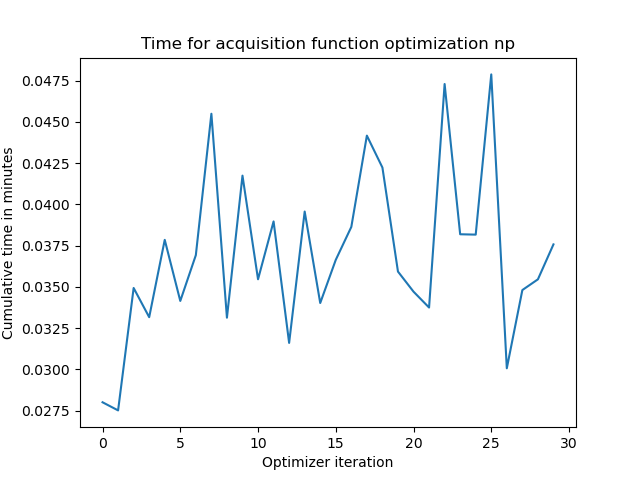 Time for acquisition function optimization np
Cumulative time in minutes
0.0475
0.0450
0.0425
0.0400
0.0375
0.0350
0.0325
0.0300
0.0275
0 5 10 15 20 25 30
Optimizer iteration